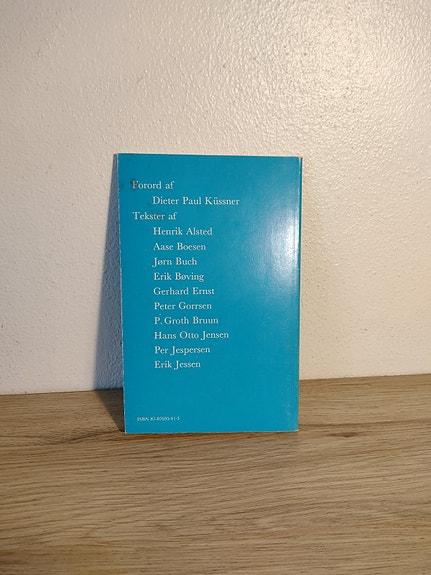 Forord af
Dieter Paul Küssner
Tekster af
Henrik Alsted
Aase Boesen
Jørn Buch
Erik Bøving
Gerhard Ernst
Peter Gorrsen
P. Groth Bruun
Hans Otto Jensen
Per Jespersen
Erik Jessen
ISBN